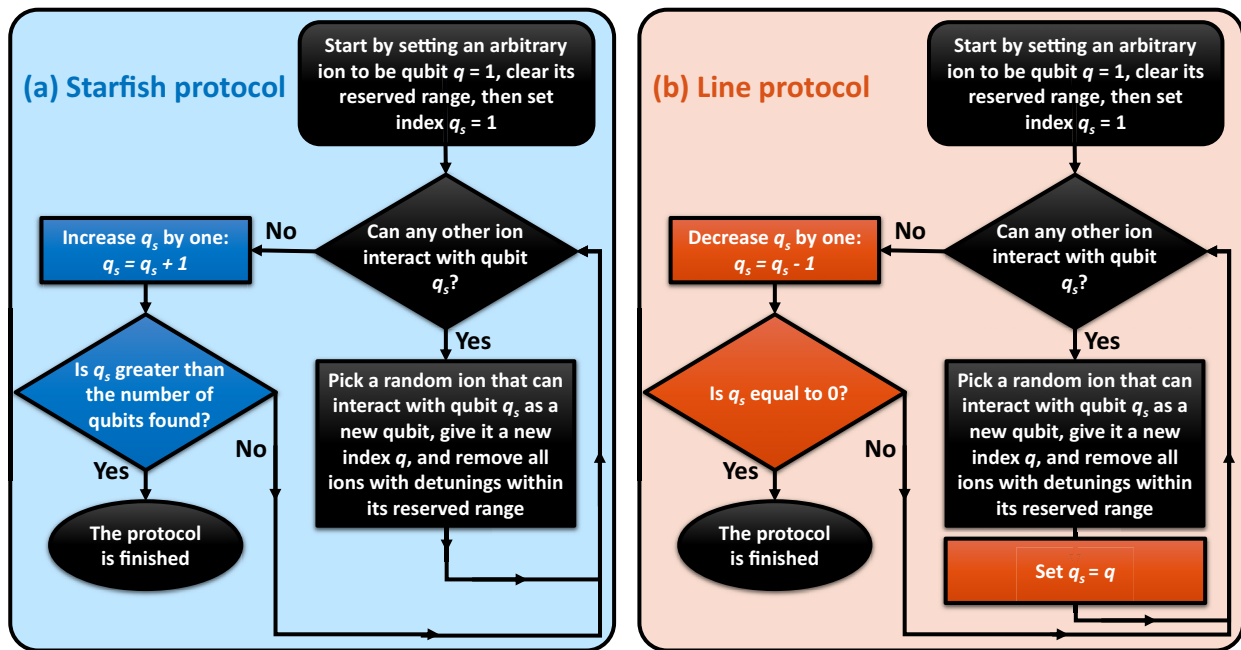 (a) Starfish protocol
Start by setting an arbitrary
ion to be qubit q = 1, clear its
reserved range, then set
index qs = 1
Can any other ion
interact with qubit
qs?
No
Increase qs by one:
qs = qs + 1
Is qs greater than
the number of
qubits found?
Yes
No
The protocol
is finished
Yes
Pick a random ion that can
interact with qubit qs as a
new qubit, give it a new
index q, and remove all
ions with detunings within
its reserved range
(b) Line protocol
Start by setting an arbitrary
ion to be qubit q = 1, clear its
reserved range, then set
index qs = 1
Can any other ion
interact with qubit
qs?
No
Decrease qs by one:
qs = qs - 1
Is qs equal to 0?
Yes
No
The protocol
is finished
Yes
Pick a random ion that can
interact with qubit qs as a
new qubit, give it a new
index q, and remove all
ions with detunings within
its reserved range
Set qs = q